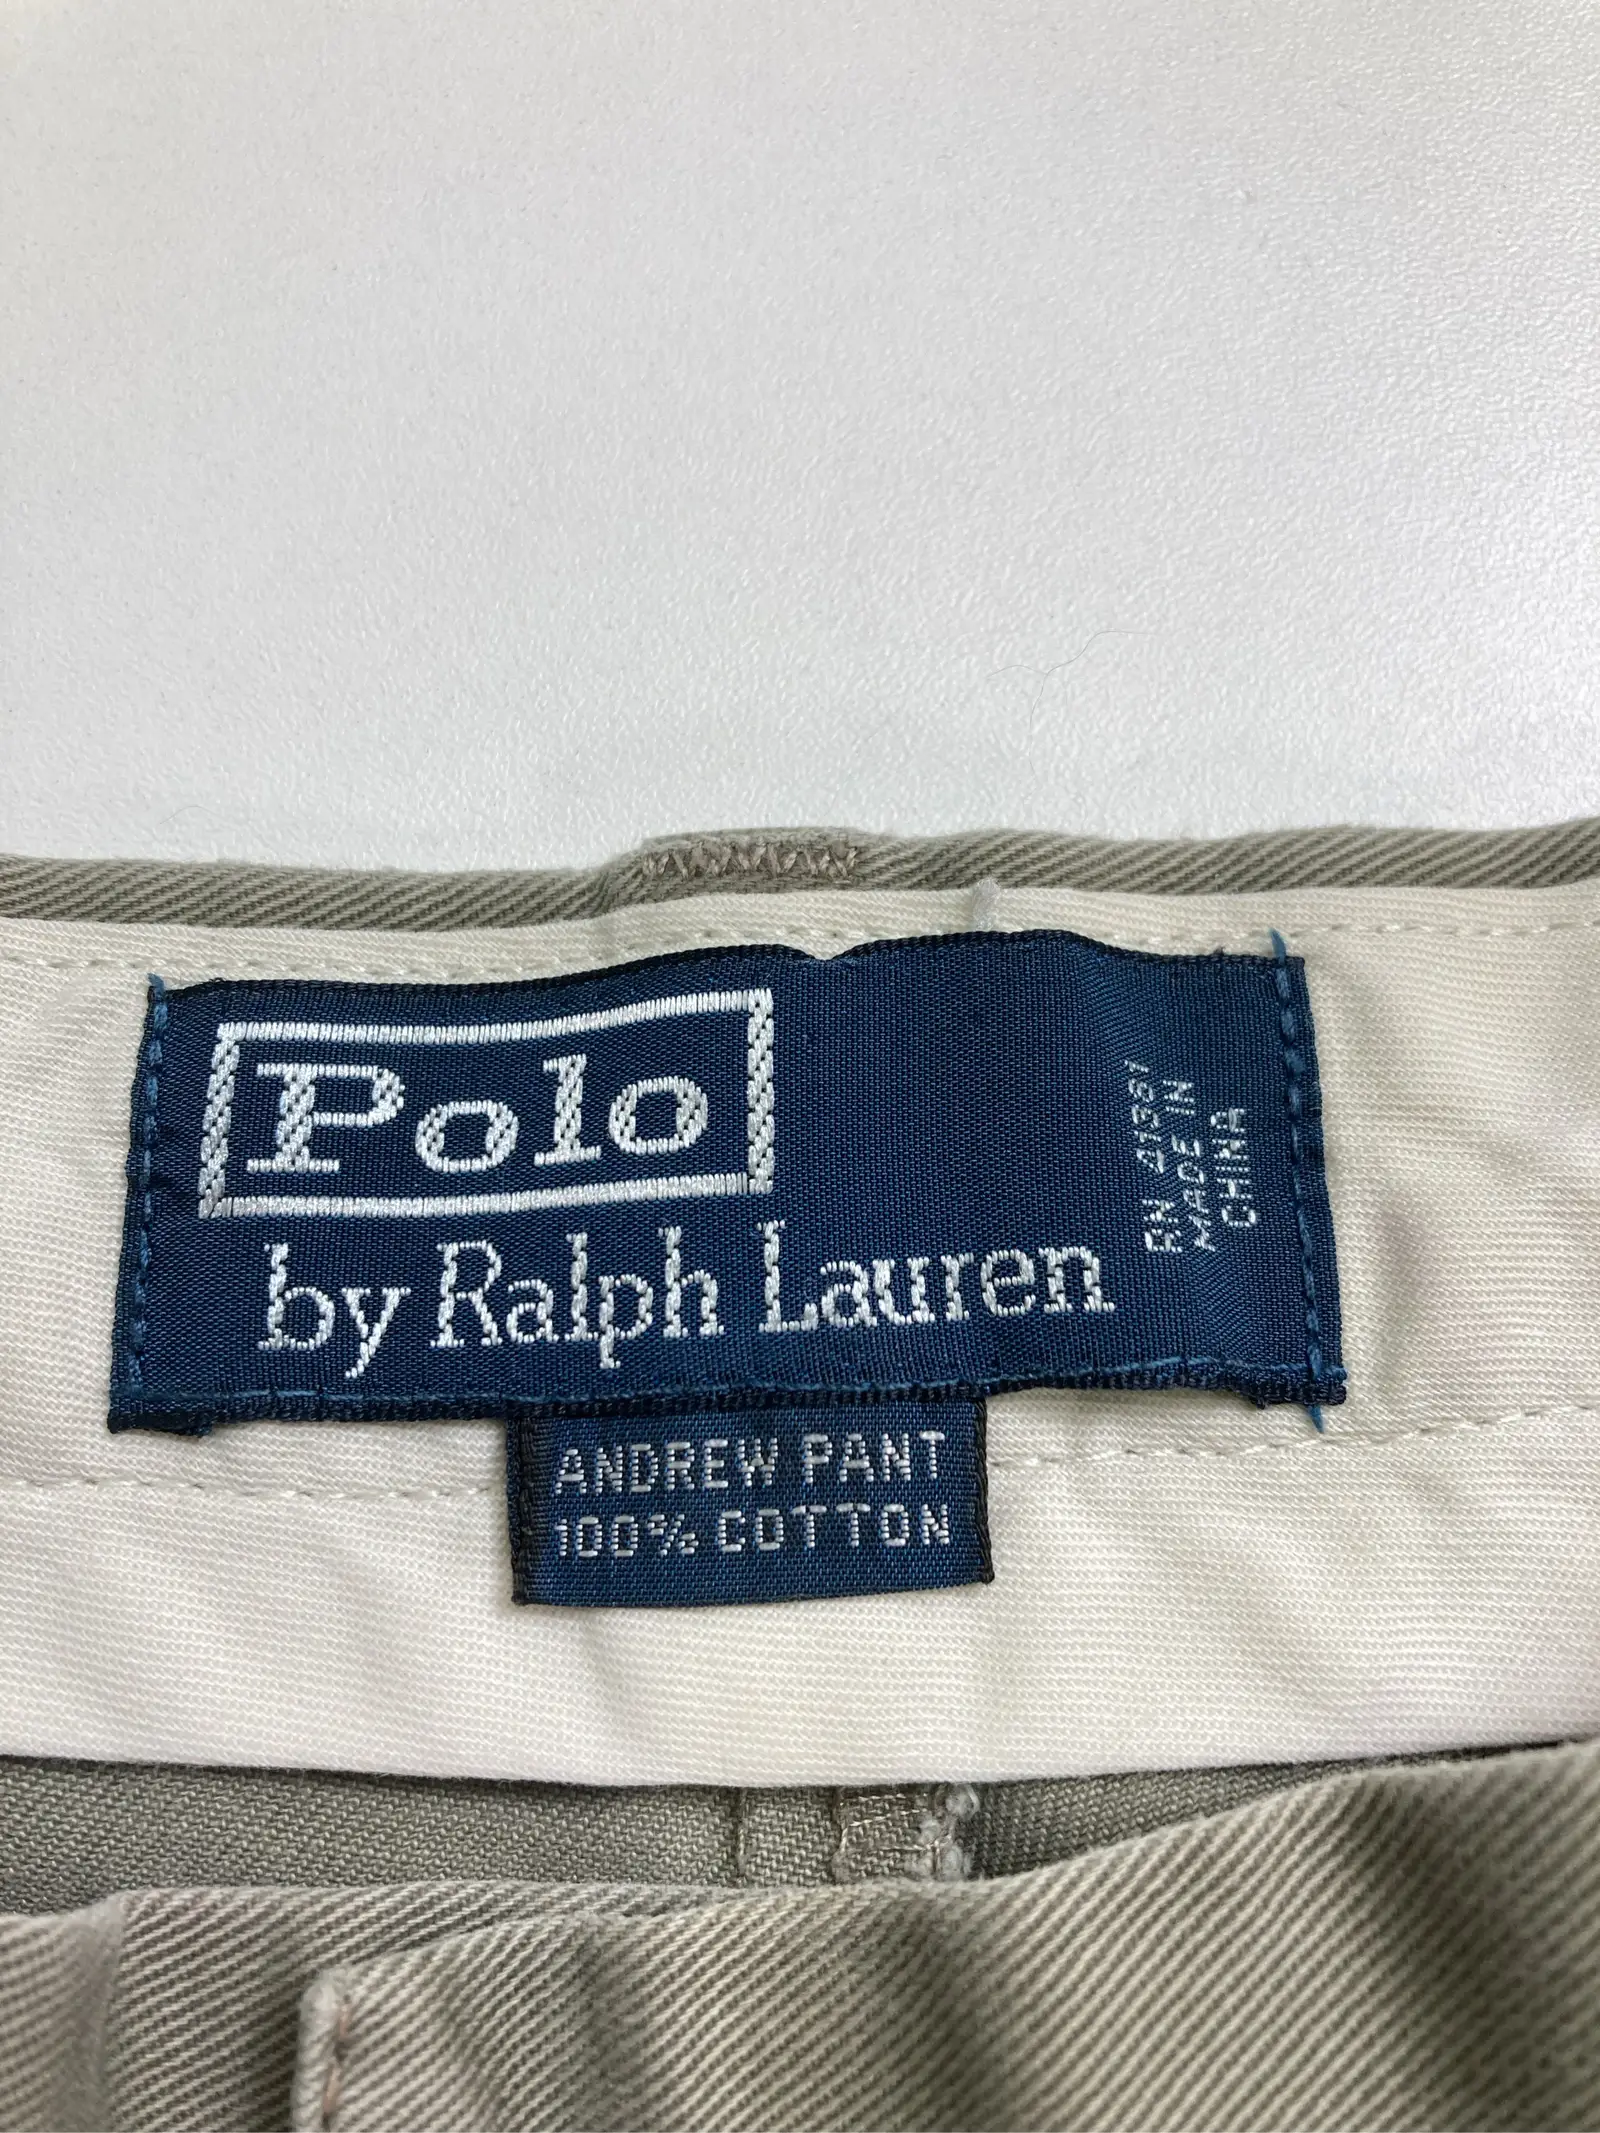 Polo
by Ralph Lauren
RN 41381
MADE IN
CHINA
ANDREW PANT
100% COTTON